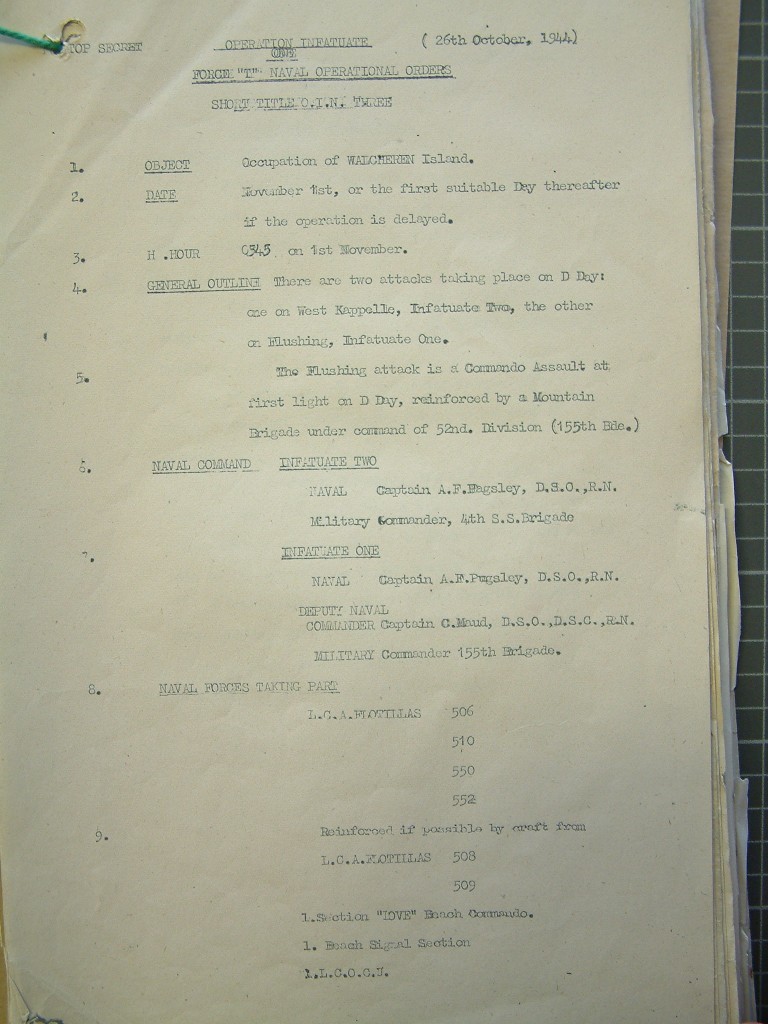 TOP SECRET OPERATION INFATUATE ( 26th October, 1944)
ONE
FORCE "T" NAVAL OPERATIONAL ORDERS
SHORT TITLE O.I.N. THREE
1. OBJECT Occupation of WALCHEREN Island.
2. DATE November 1st, or the first suitable Day thereafter
if the operation is delayed.
3. H .HOUR 0545 on 1st November.
4. GENERAL OUTLINE There are two attacks taking place on D Day:
one on West Kappelle, Infatuate Two, the other
on Flushing, Infatuate One.
5. The Flushing attack is a Commando Assault at
first light on D Day, reinforced by a Mountain
Brigade under command of 52nd. Division (155th Bde.)
6. NAVAL COMMAND INFATUATE TWO
NAVAL Captain A.F.Pugsley, D.S.O.,R.N.
Military Commander, 4th S.S.Brigade
7. INFATUATE ONE
NAVAL Captain A.F.Pugsley, D.S.O.,R.N.
DEPUTY NAVAL
COMMANDER Captain C.Maud, D.S.O.,D.S.C.,R.N.
MILITARY Commander 155th Brigade.
8. NAVAL FORCES TAKING PART
L.C.A.FLOTILLAS 506
510
550
552
9. Reinforced if possible by craft from
L.C.A.FLOTILLAS 508
509
1.Section "LOVE" Beach Commando.
1. Beach Signal Section
1.L.C.O.C.U.